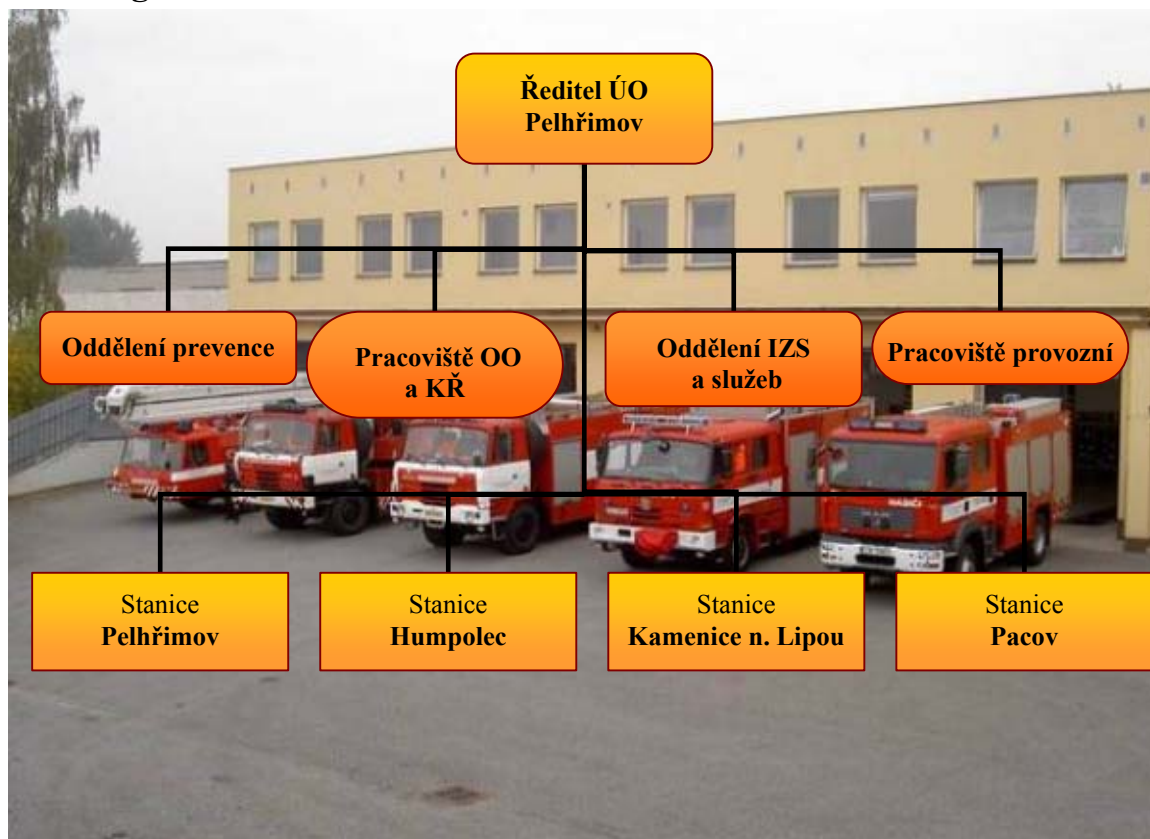 Ředitel ÚO
Pelhřimov
Oddělení prevence
Pracoviště OO
a KŘ
Oddělení IZS
a služeb
Pracoviště provozní
Stanice
Pelhřimov
Stanice
Humpolec
Stanice
Kamenice n. Lipou
Stanice
Pacov